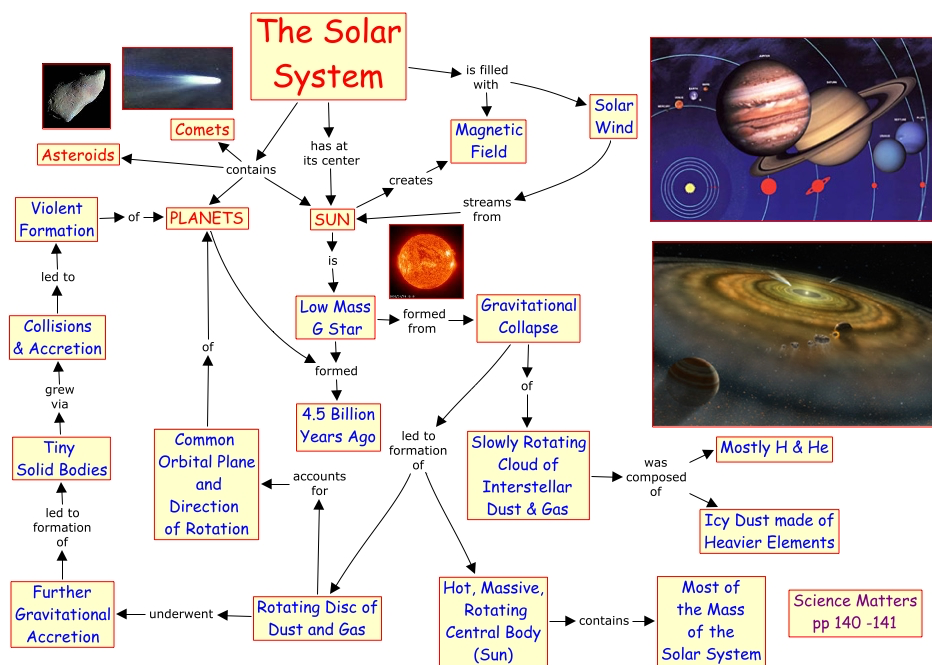 The Solar
System
is filled
with
Solar
Wind
Magnetic
Field
Comets
Asteroids
contains
has at
its center
creates
streams
from
Violent
Formation
of
PLANETS
SUN
is
led to
Collisions
& Accretion
Low Mass
G Star
formed
from
Gravitational
Collapse
of
formed
of
grew
via
4.5 Billion
Years Ago
Tiny
Solid Bodies
Common
Orbital Plane
and
Direction
of Rotation
led to
formation
of
Slowly Rotating
Cloud of
Interstellar
Dust & Gas
was
composed
of
Mostly H & He
Icy Dust made of
Heavier Elements
accounts
for
led to
formation
of
Further
Gravitational
Accretion
underwent
Rotating Disc of
Dust and Gas
Hot, Massive,
Rotating
Central Body
(Sun)
contains
Most of
the Mass
of the
Solar System
Science Matters
pp 140 -141
JUPITER
SATURN